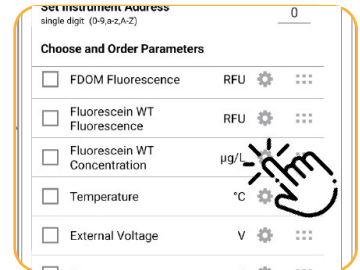 Set Instrument Address
single digit (0-9,a-z,A-Z)
0
Choose and Order Parameters
FDOM Fluorescence RFU
Fluorescein WT
Fluorescence RFU
Fluorescein WT
Concentration µg/L
Temperature °C
External Voltage V